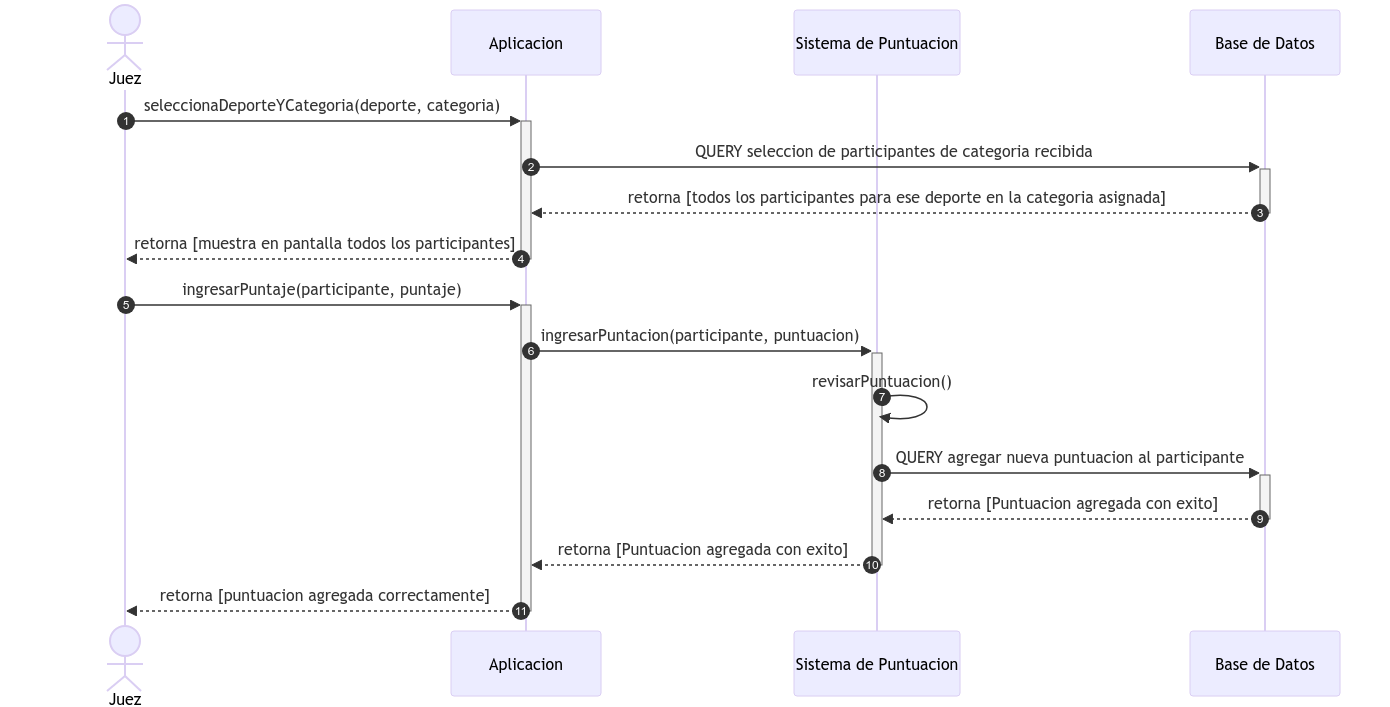 Juez
Aplicacion
Sistema de Puntuacion
Base de Datos
seleccionaDeporteYCategoria(deporte, categoria)
1
QUERY seleccion de participantes de categoria recibida
2
retorna [todos los participantes para ese deporte en la categoria asignada]
3
retorna [muestra en pantalla todos los participantes]
4
ingresarPuntaje(participante, puntaje)
5
ingresarPuntacion(participante, puntuacion)
6
revisarPuntuacion()
7
QUERY agregar nueva puntuacion al participante
8
retorna [Puntuacion agregada con exito]
9
retorna [Puntuacion agregada con exito]
10
retorna [puntuacion agregada correctamente]
11
Juez
Aplicacion
Sistema de Puntuacion
Base de Datos